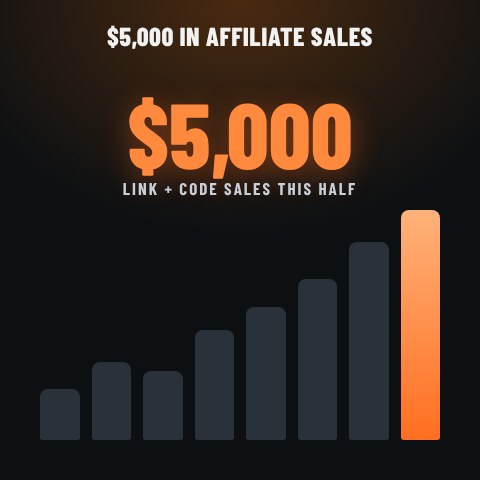 $5,000 IN AFFILIATE SALES
$5,000
LINK + CODE SALES THIS HALF